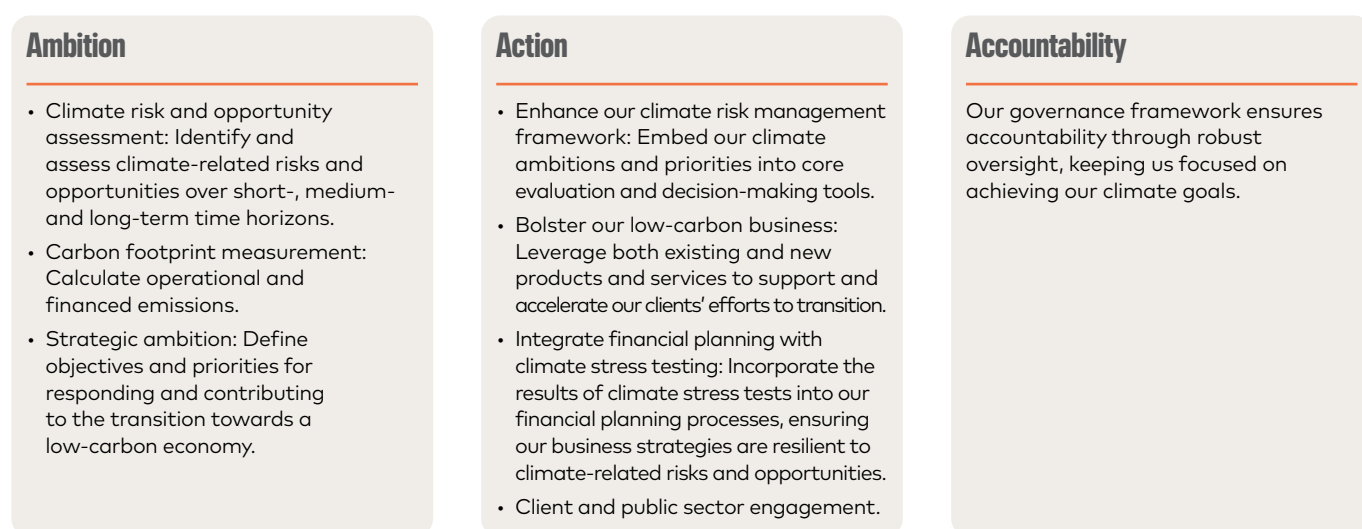 Ambition
• Climate risk and opportunity
assessment: Identify and
assess climate-related risks and
opportunities over short-, medium-
and long-term time horizons.
• Carbon footprint measurement:
Calculate operational and
financed emissions.
• Strategic ambition: Define
objectives and priorities for
responding and contributing
to the transition towards a
low-carbon economy.
Action
• Enhance our climate risk management
framework: Embed our climate
ambitions and priorities into core
evaluation and decision-making tools.
• Bolster our low-carbon business:
Leverage both existing and new
products and services to support and
accelerate our clients’ efforts to transition.
• Integrate financial planning with
climate stress testing: Incorporate the
results of climate stress tests into our
financial planning processes, ensuring
our business strategies are resilient to
climate-related risks and opportunities.
• Client and public sector engagement.
Accountability
Our governance framework ensures
accountability through robust
oversight, keeping us focused on
achieving our climate goals.